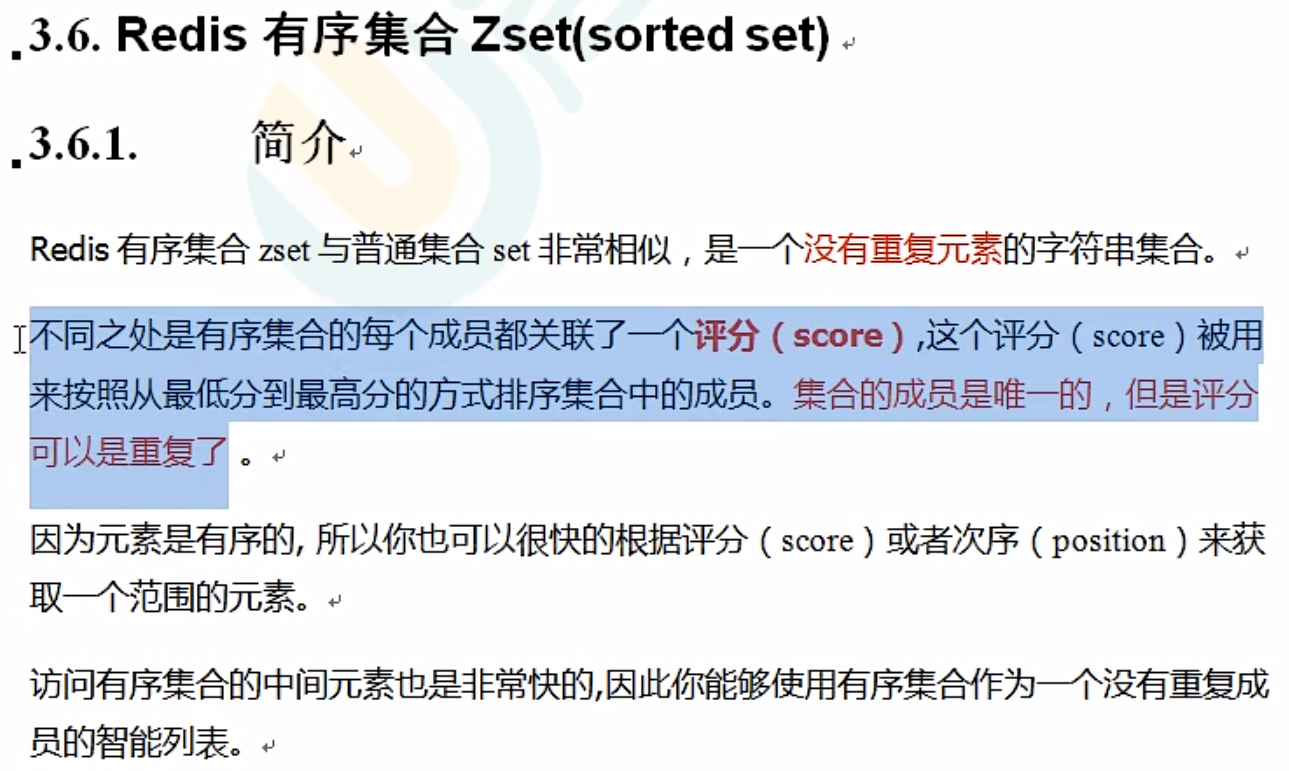 3.6. Redis 有序集合 Zset(sorted set)
3.6.1. 简介
Redis 有序集合 zset 与普通集合 set 非常相似，是一个没有重复元素的字符串集合。
不同之处是有序集合的每个成员都关联了一个评分（score）,这个评分（score）被用
来按照从最低分到最高分的方式排序集合中的成员。集合的成员是唯一的，但是评分
可以是重复了 。
因为元素是有序的, 所以你也可以很快的根据评分（score）或者次序（position）来获
取一个范围的元素。
访问有序集合的中间元素也是非常快的,因此你能够使用有序集合作为一个没有重复成
员的智能列表。